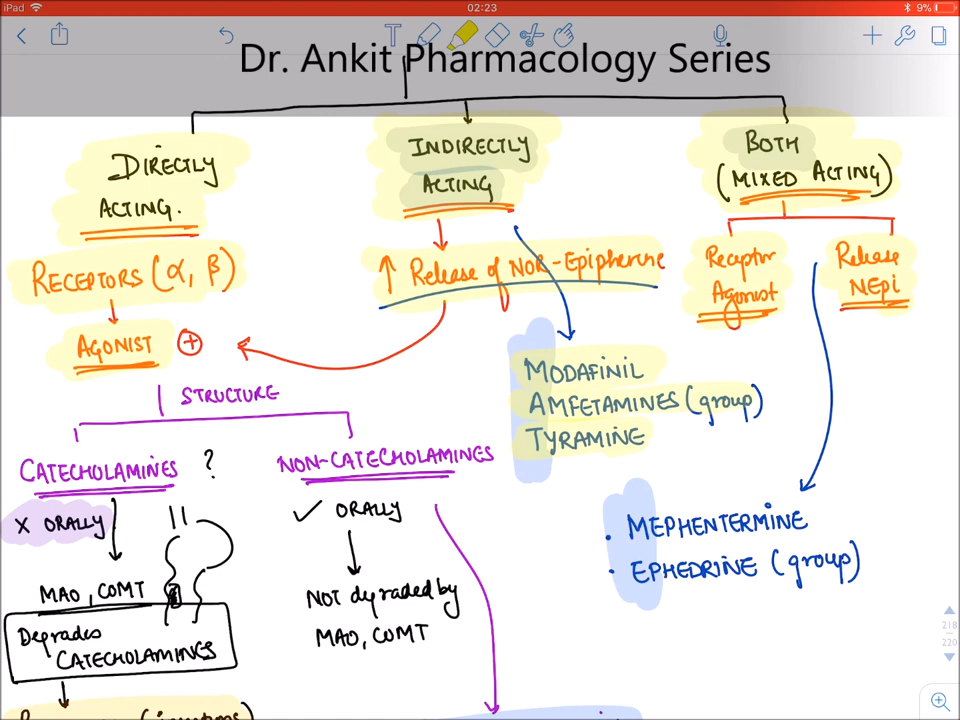 iPad
02:23
9%
T
Dr. Ankit Pharmacology Series
DIRECTLY
ACTING.
INDIRECTLY
ACTING
BOTH
(MIXED ACTING)
RECEPTORS (α, β)
AGONIST +
↑ Release of NOR-Epipherine
Receptor
Agonist
Release
NEpi
MODAFINIL
AMFETAMINES (group)
TYRAMINE
STRUCTURE
CATECHOLAMINES ?
NON-CATECHOLAMINES
X ORALLY
✓ ORALLY
MAO, COMT
Degrades
CATECHOLAMINES
NOT degraded by
MAO, COMT
· MEPHENTERMINE
· EPHEDRINE (group)
218
220